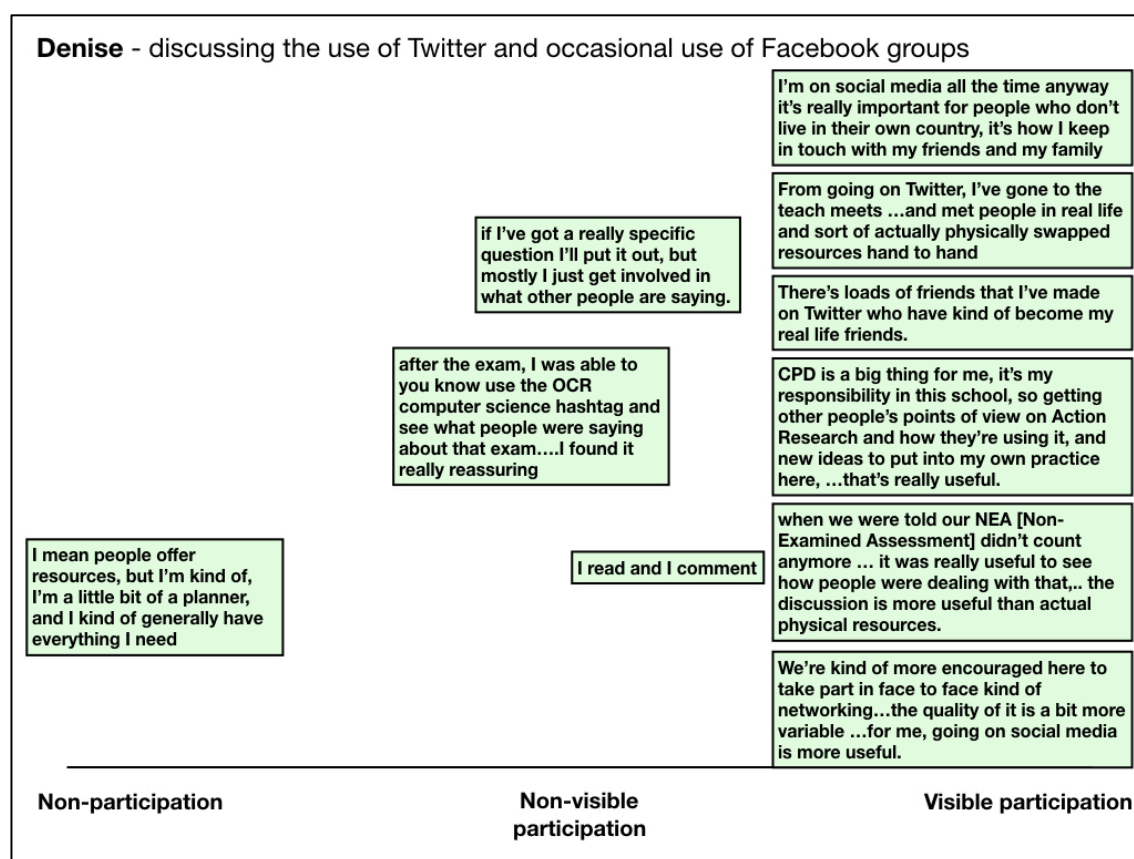 Denise - discussing the use of Twitter and occasional use of Facebook groups
I'm on social media all the time anyway
it's really important for people who don't
live in their own country, it's how I keep
in touch with my friends and my family
From going on Twitter, I've gone to the
teach meets …and met people in real life
and sort of actually physically swapped
resources hand to hand
if I've got a really specific
question I'll put it out, but
mostly I just get involved in
what other people are saying.
There's loads of friends that I've made
on Twitter who have kind of become my
real life friends.
after the exam, I was able to
you know use the OCR
computer science hashtag and
see what people were saying
about that exam….I found it
really reassuring
CPD is a big thing for me, it's my
responsibility in this school, so getting
other people's points of view on Action
Research and how they're using it, and
new ideas to put into my own practice
here, …that's really useful.
when we were told our NEA [Non-
Examined Assessment] didn't count
anymore … it was really useful to see
how people were dealing with that,.. the
discussion is more useful than actual
physical resources.
I mean people offer
resources, but I'm kind of,
I'm a little bit of a planner,
and I kind of generally have
everything I need
I read and I comment
We're kind of more encouraged here to
take part in face to face kind of
networking…the quality of it is a bit more
variable …for me, going on social media
is more useful.
Non-participation
Non-visible
participation
Visible participation